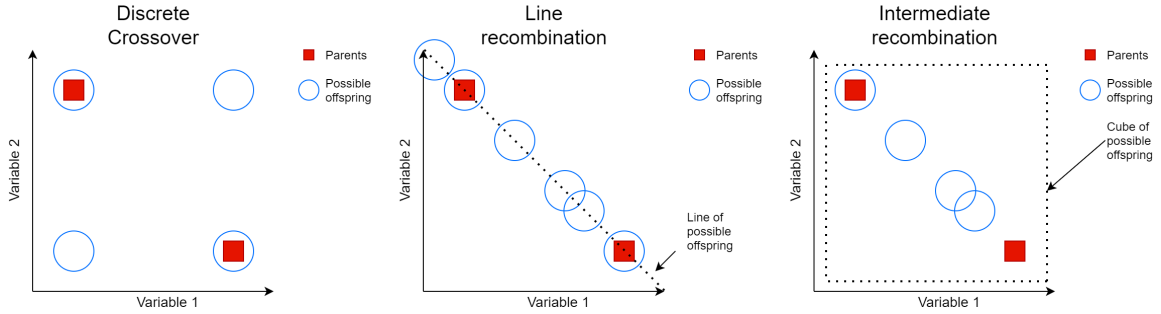 Discrete
Crossover
Parents
Possible
offspring
Variable 2
Variable 1
Line
recombination
Parents
Possible
offspring
Variable 2
Line of
possible
offspring
Variable 1
Intermediate
recombination
Parents
Possible
offspring
Cube of
possible
offspring
Variable 2
Variable 1